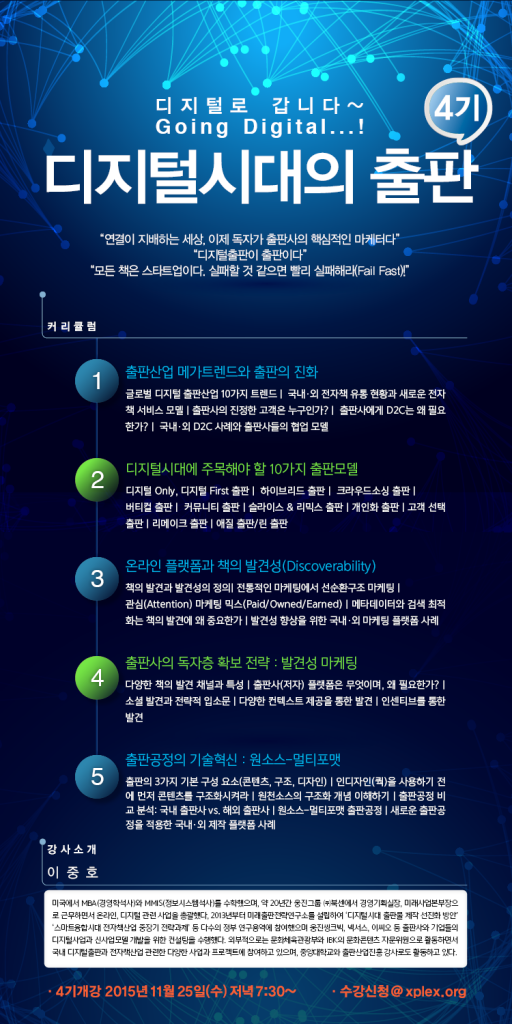 디지털로 갑니다~
Going Digital...!
4기
디지털시대의 출판
“연결이 지배하는 세상, 이제 독자가 출판사의 핵심적인 마케터다”
“디지털출판이 출판이다”
“모든 책은 스타트업이다. 실패할 것 같으면 빨리 실패해라(Fail Fast)!”
커리큘럼
1
출판산업 메가트렌드와 출판의 진화
글로벌 디지털 출판산업 10가지 트렌드 | 국내·외 전자책 유통 현황과 새로운 전자
책 서비스 모델 | 출판사의 진정한 고객은 누구인가? | 출판사에게 D2C는 왜 필요
한가? | 국내·외 D2C 사례와 출판사들의 협업 모델
2
디지털시대에 주목해야 할 10가지 출판모델
디지털 Only, 디지털 First 출판 | 하이브리드 출판 | 크라우드소싱 출판 |
버티컬 출판 | 커뮤니티 출판 | 슬라이스 & 리믹스 출판 | 개인화 출판 | 고객 선택
출판 | 리메이크 출판 | 애질 출판/린 출판
3
온라인 플랫폼과 책의 발견성(Discoverability)
책의 발견과 발견성의 정의| 전통적인 마케팅에서 선순환구조 마케팅 |
관심(Attention) 마케팅 믹스(Paid/Owned/Earned) | 메타데이터와 검색 최적
화는 책의 발견에 왜 중요한가 | 발견성 향상을 위한 국내·외 마케팅 플랫폼 사례
4
출판사의 독자층 확보 전략 : 발견성 마케팅
다양한 책의 발견 채널과 특성 | 출판사(저자) 플랫폼은 무엇이며, 왜 필요한가? |
소셜 발견과 전략적 입소문 | 다양한 컨텍스트 제공을 통한 발견 | 인센티브를 통한
발견
5
출판공정의 기술혁신 : 원소스-멀티포맷
출판의 3가지 기본 구성 요소(콘텐츠, 구조, 디자인) | 인디자인(쿽)을 사용하기 전
에 먼저 콘텐츠를 구조화시켜라 | 원천소스의 구조화 개념 이해하기 | 출판공정 비
교 분석: 국내 출판사 vs. 해외 출판사 | 원소스-멀티포맷 출판공정 | 새로운 출판공
정을 적용한 국내·외 제작 플랫폼 사례
강사소개
이 중 호
미국에서 MBA(경영학석사)와 MMIS(정보시스템석사)를 수학했으며, 약 20년간 웅진그룹 ㈜북센에서 경영기획실장, 미래사업본부장으
로 근무하면서 온라인, 디지털 관련 사업을 총괄했다. 2013년부터 미래출판전략연구소를 설립하여 ‘디지털시대 출판물 제작 선진화 방안’
‘스마트융합시대 전자책산업 중장기 전략과제’ 등 다수의 정부 연구용역에 참여했으며 웅진씽크빅, 넥서스, 이씨오 등 출판사와 기업들의
디지털사업과 신사업모델 개발을 위한 컨설팅을 수행했다. 외부적으로는 문화체육관광부와 IBK의 문화콘텐츠 자문위원으로 활동하면서
국내 디지털출판과 전자책산업 관련한 다양한 사업과 프로젝트에 참여하고 있으며, 중앙대학교와 출판산업진흥 강사로도 활동하고 있다.
· 4기개강 2015년 11월 25일(수) 저녁 7:30~
· 수강신청 @ xplex.org